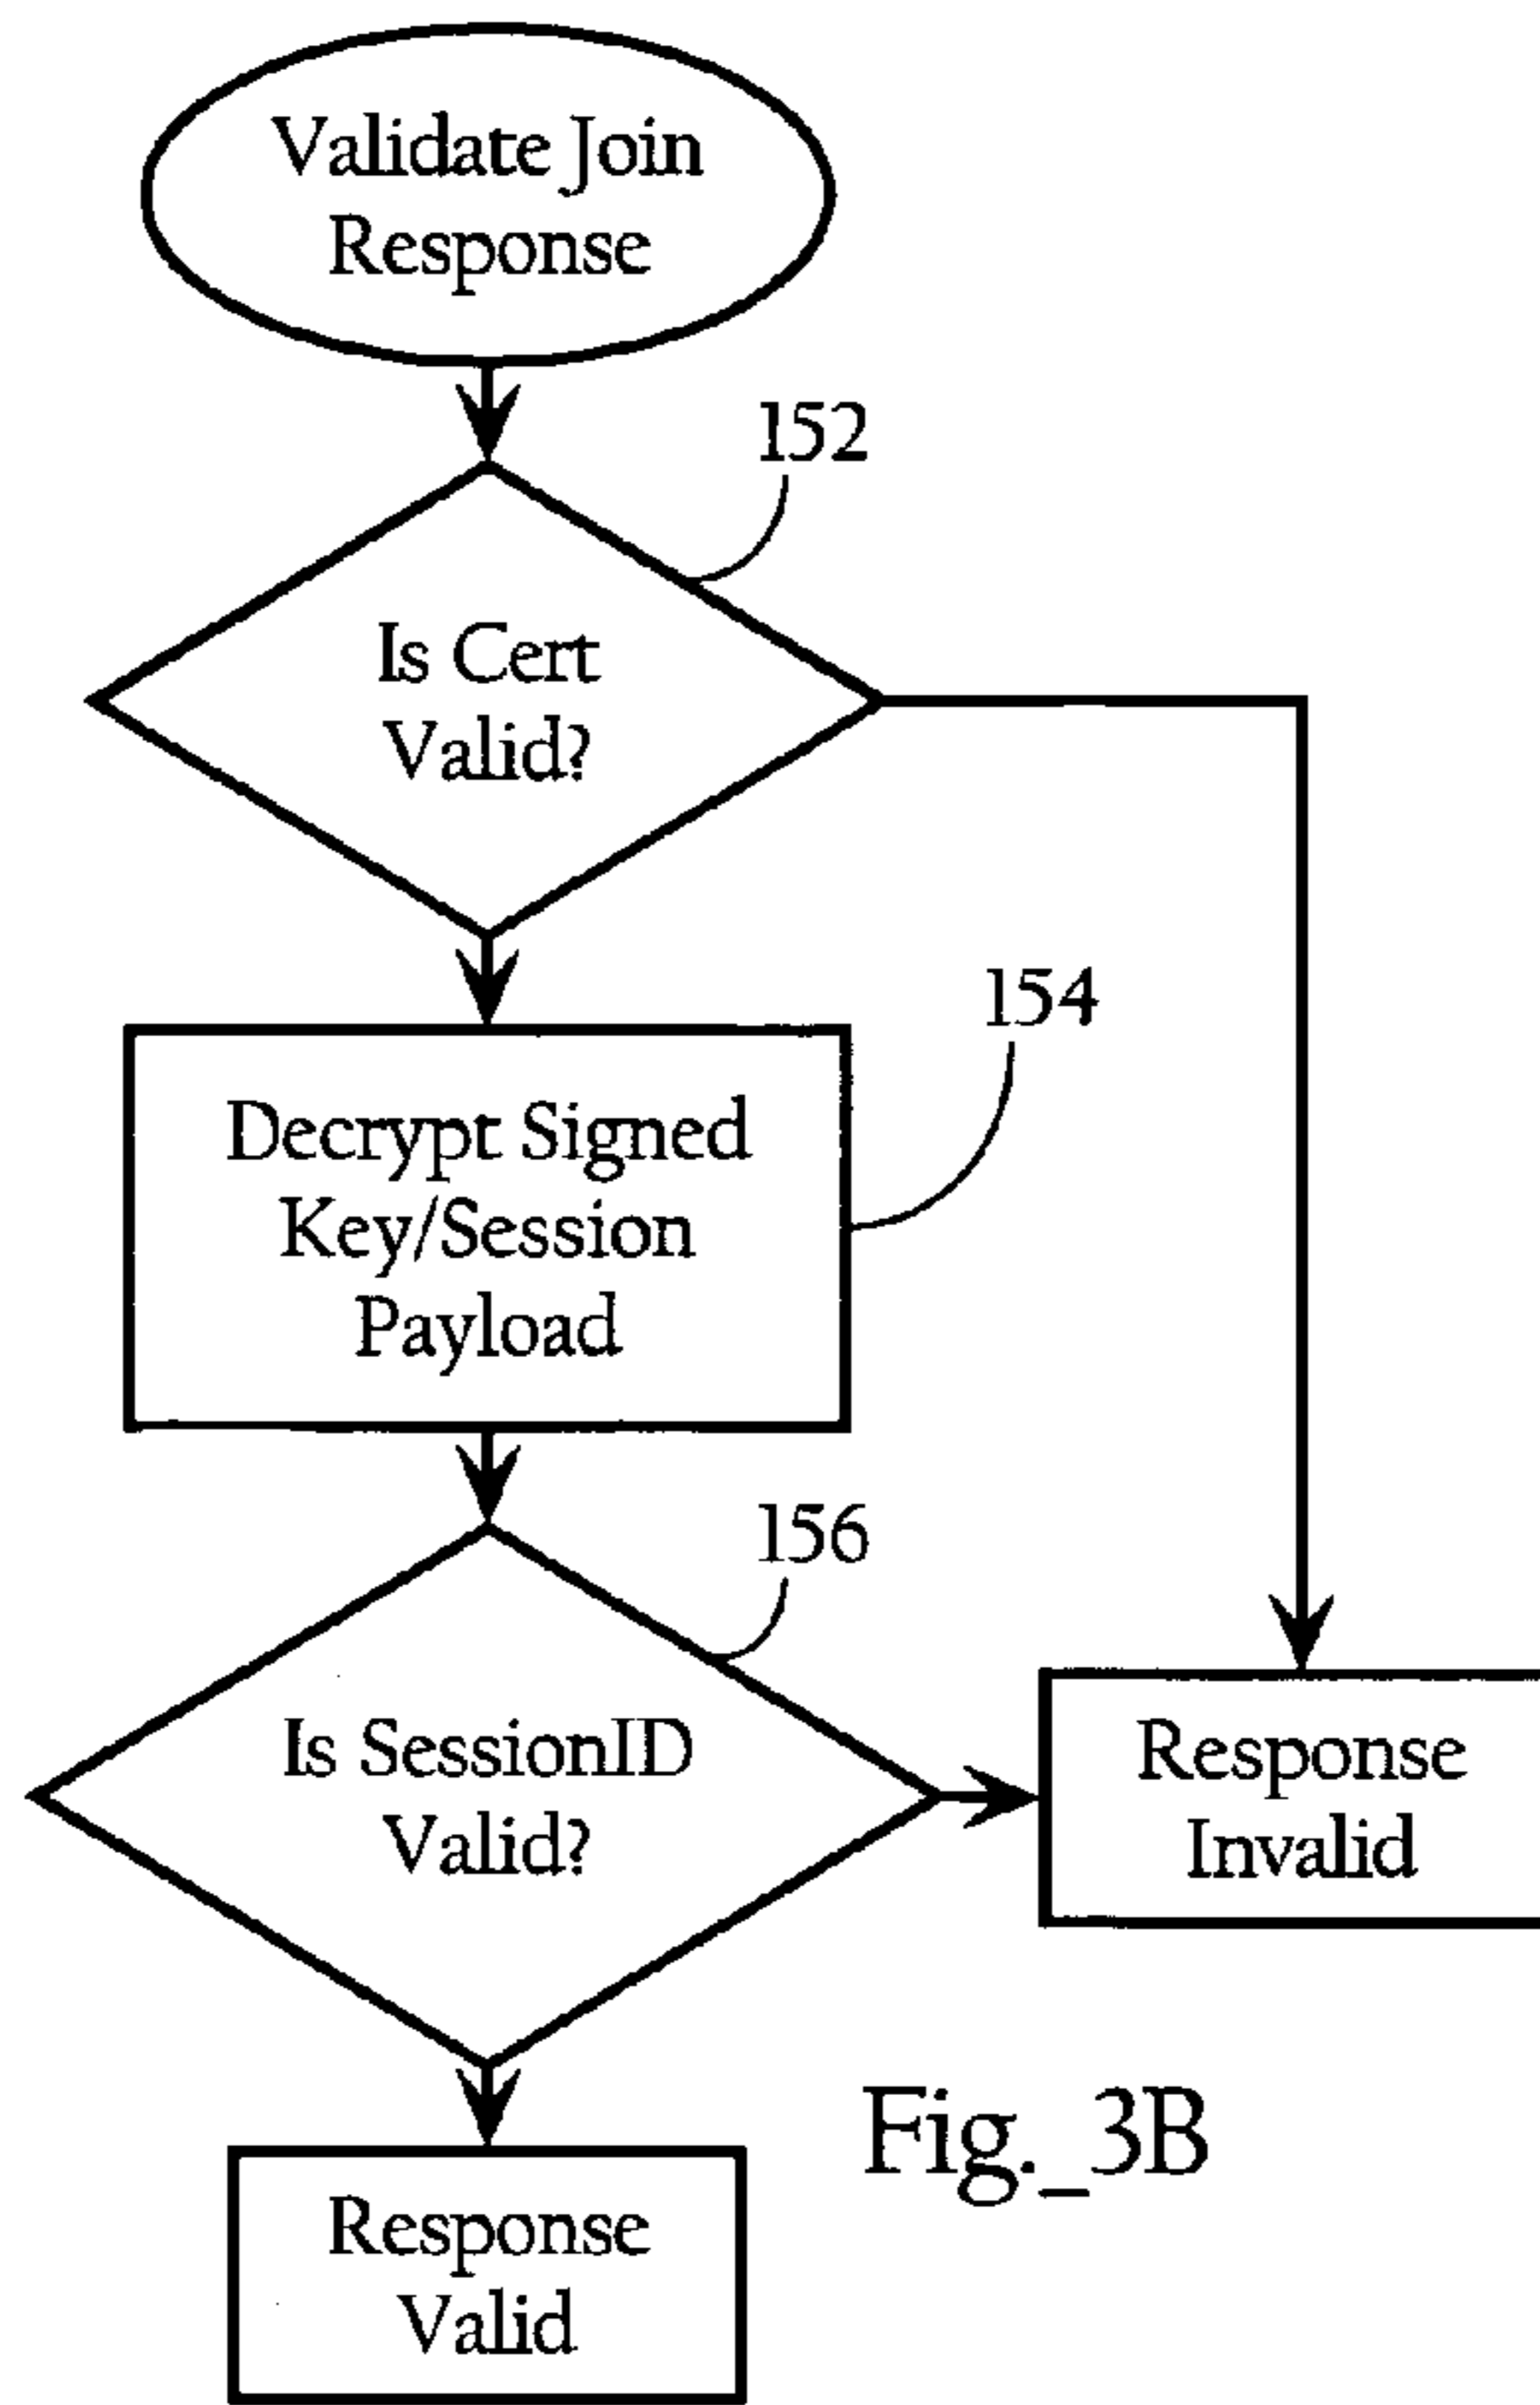 Validate Join
Response
152
Is Cert
Valid?
154
Decrypt Signed
Key/Session
Payload
156
Is SessionID
Valid?
Response
Invalid
Fig._3B
Response
Valid